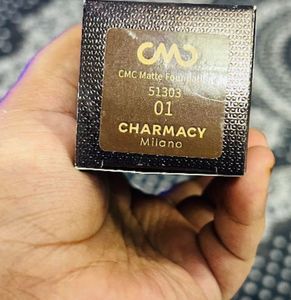 CMC
CMC Matte Foundation
51303
01
CHARMACY
Milano